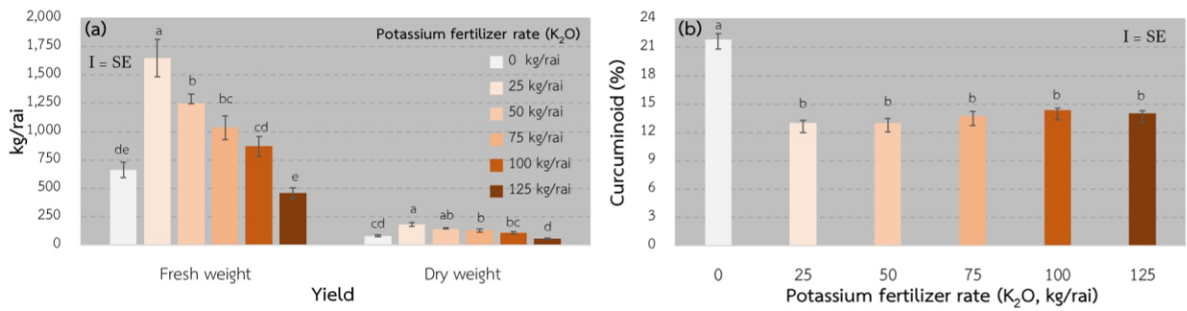 (a)
Potassium fertilizer rate (K₂O)
I = SE
0 kg/rai
25 kg/rai
50 kg/rai
75 kg/rai
100 kg/rai
125 kg/rai
2,000
1,750
1,500
1,250
1,000
750
500
250
0
kg/rai
de
a
b
bc
cd
e
cd
a
ab
b
bc
d
Fresh weight
Dry weight
Yield
(b)
I = SE
24
21
18
15
12
9
6
3
0
Curcuminoid (%)
a
b
b
b
b
b
0 25 50 75 100 125
Potassium fertilizer rate (K₂O, kg/rai)